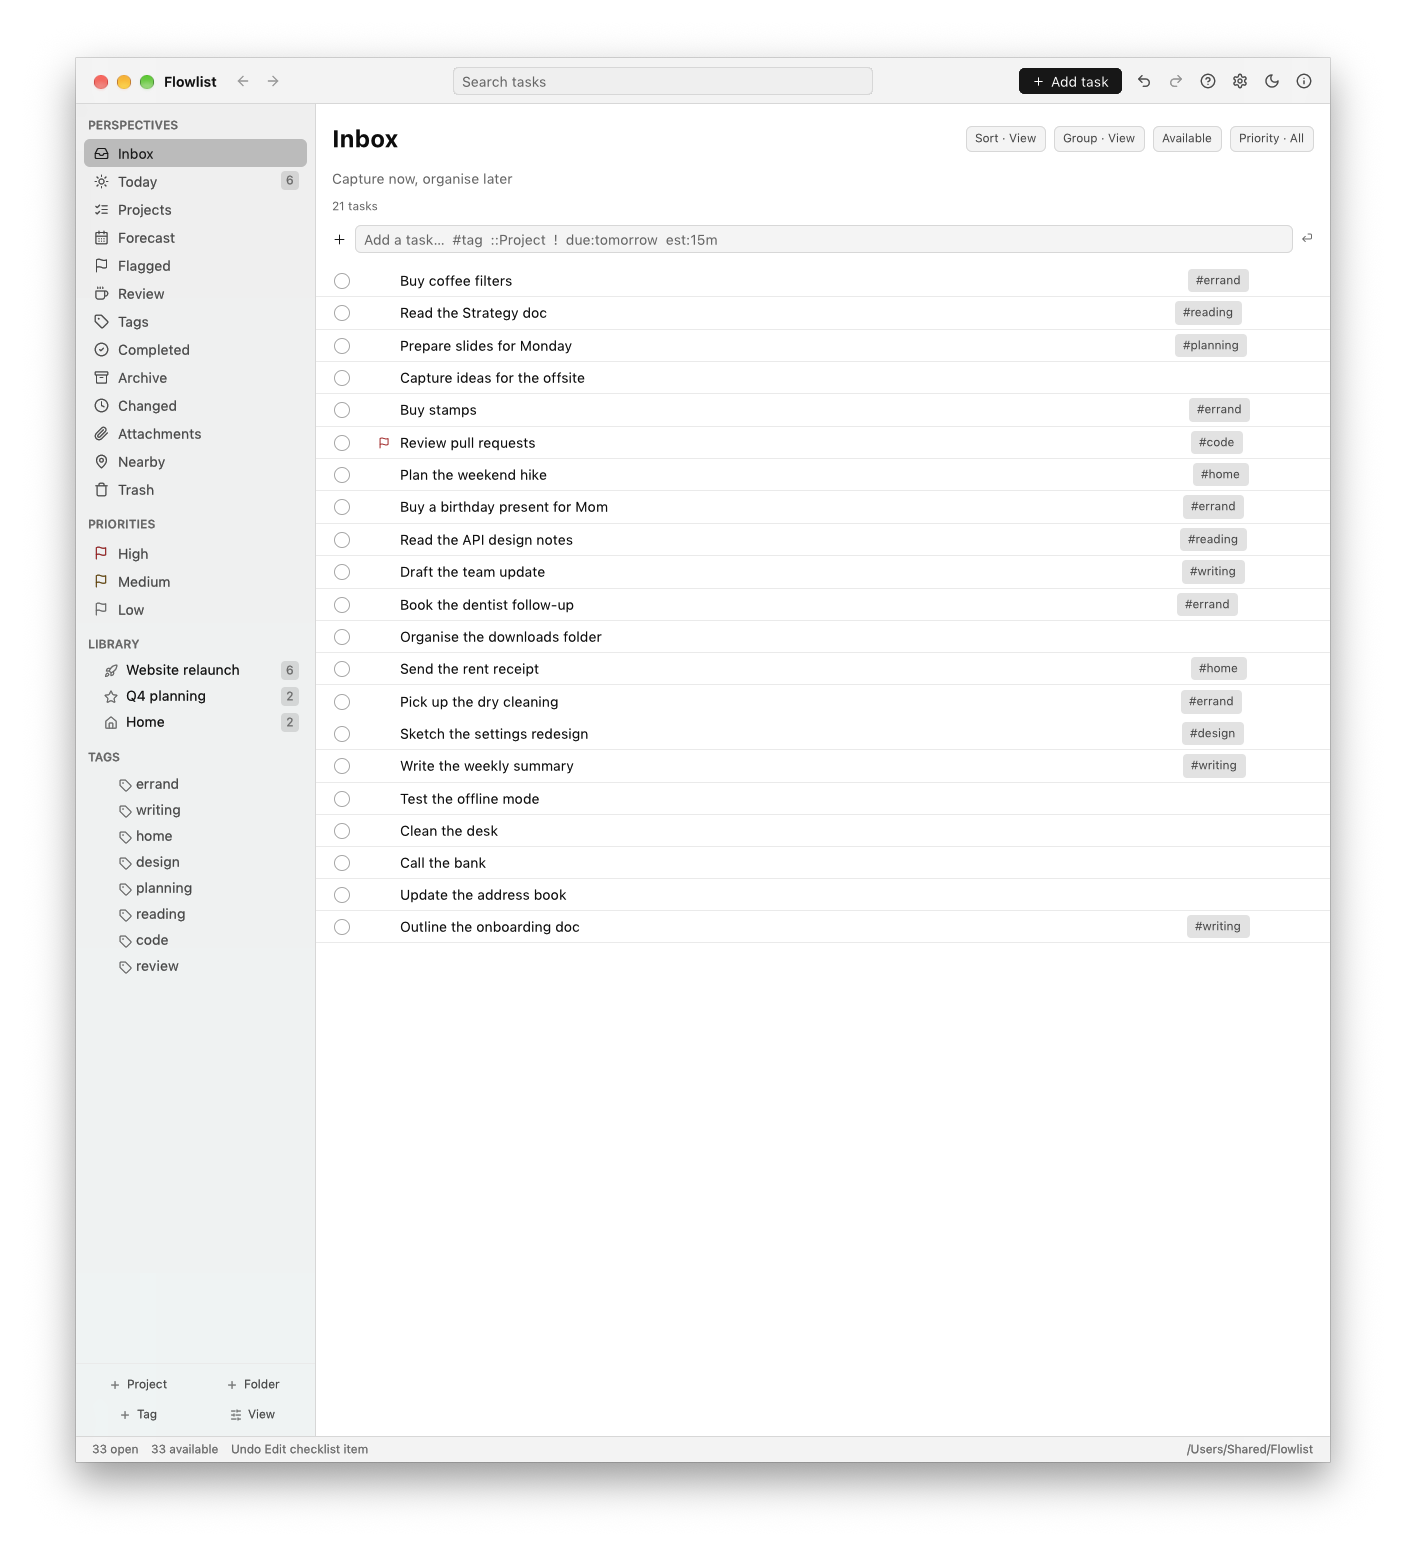 Flowlist
Search tasks
+ Add task
PERSPECTIVES
Inbox
Today 6
Projects
Forecast
Flagged
Review
Tags
Completed
Archive
Changed
Attachments
Nearby
Trash
PRIORITIES
High
Medium
Low
LIBRARY
Website relaunch 6
Q4 planning 2
Home 2
TAGS
errand
writing
home
design
planning
reading
code
review
+ Project
+ Folder
+ Tag
View
Inbox
Sort · View
Group · View
Available
Priority · All
Capture now, organise later
21 tasks
+ Add a task... #tag ::Project ! due:tomorrow est:15m
Buy coffee filters #errand
Read the Strategy doc #reading
Prepare slides for Monday #planning
Capture ideas for the offsite
Buy stamps #errand
Review pull requests #code
Plan the weekend hike #home
Buy a birthday present for Mom #errand
Read the API design notes #reading
Draft the team update #writing
Book the dentist follow-up #errand
Organise the downloads folder
Send the rent receipt #home
Pick up the dry cleaning #errand
Sketch the settings redesign #design
Write the weekly summary #writing
Test the offline mode
Clean the desk
Call the bank
Update the address book
Outline the onboarding doc #writing
33 open 33 available Undo Edit checklist item
/Users/Shared/Flowlist